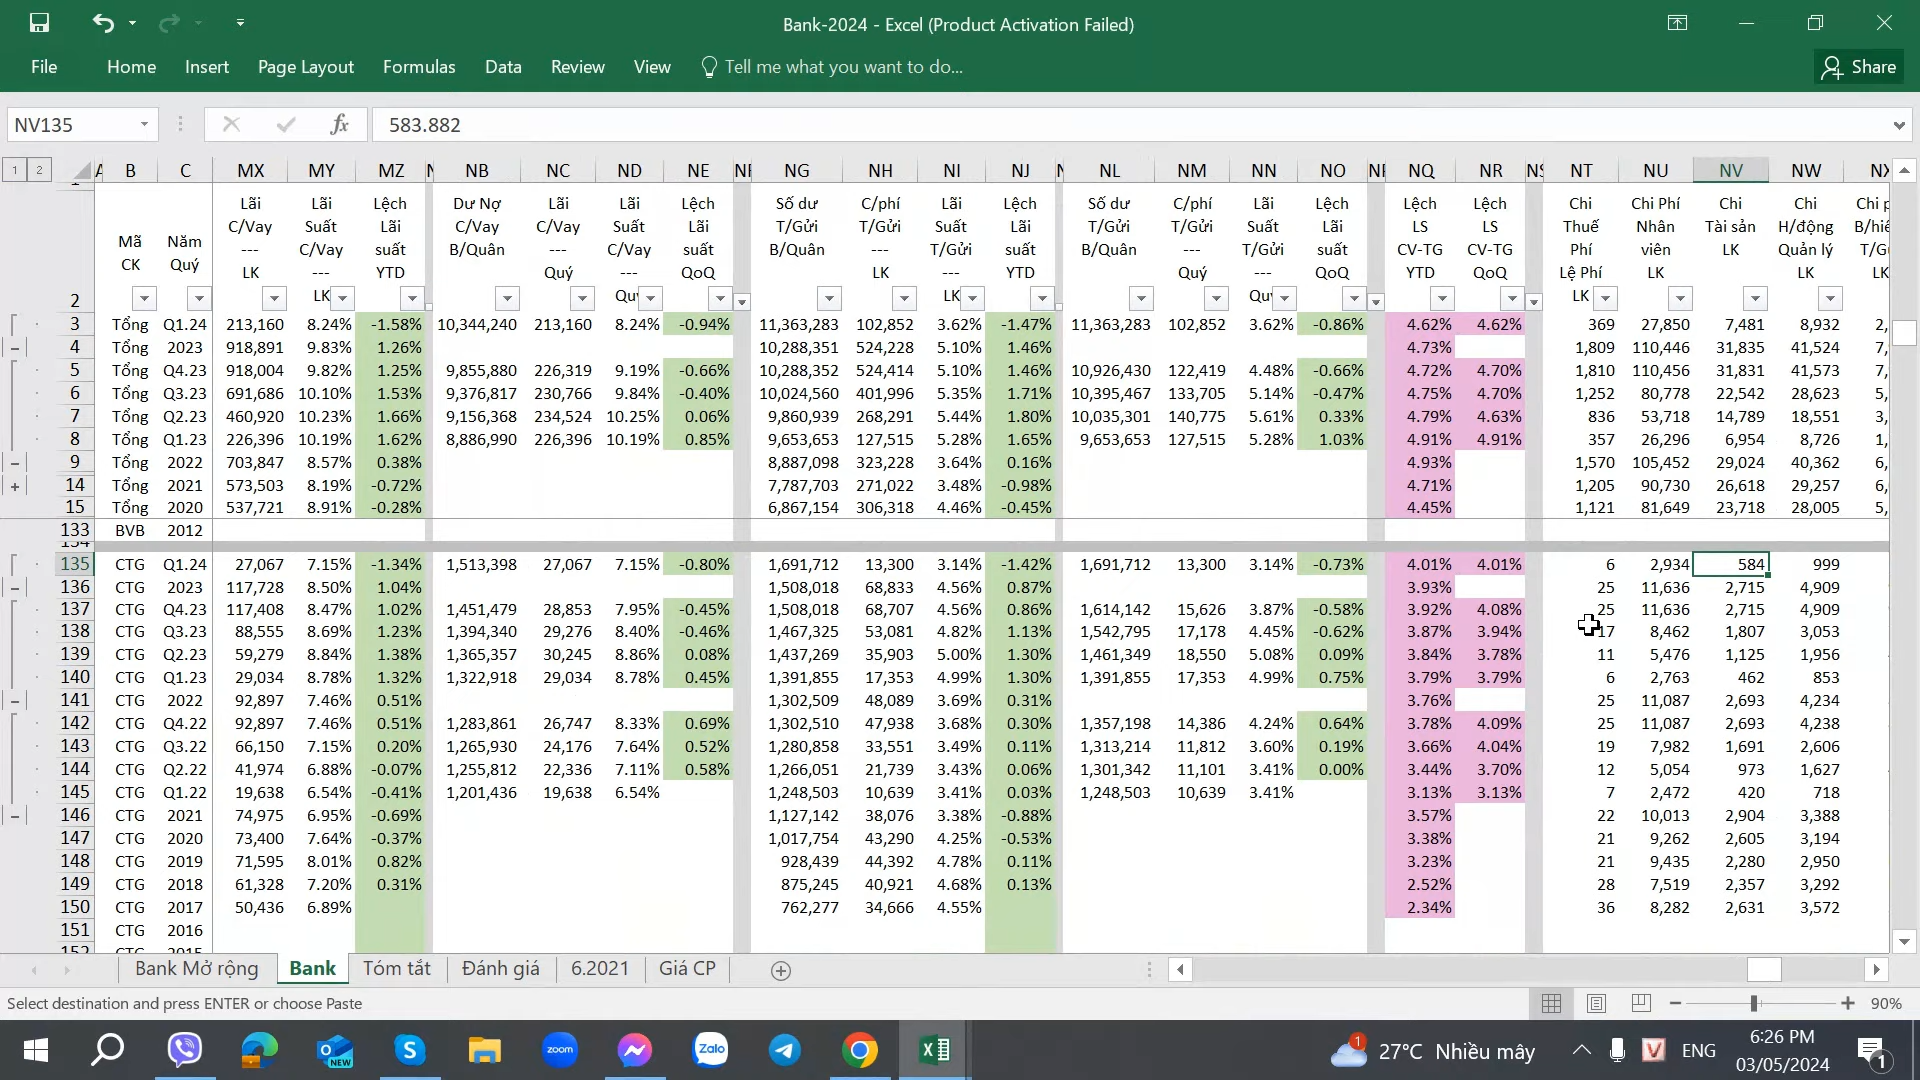 Bank-2024 - Excel (Product Activation Failed)
File Home Insert Page Layout Formulas Data Review View Tell me what you want to do... Share
NV135 fx 583.882
1 2 B C MX MY MZ NB NC ND NE NG NH NI NJ NL NM NN NO NQ NR NT NU NV NW NX
Lãi Lãi Lệch Dư Nợ Lãi Lãi Lệch Số dư C/phí Lãi Lệch Số dư C/phí Lãi Lệch Lệch Lệch Chi Chi Phí Chi Chi
C/Vay Suất Lãi C/Vay C/Vay Suất Lãi T/Gửi T/Gửi Suất Lãi T/Gửi T/Gửi Suất Lãi LS LS Thuế Nhân Tài sản H/động
Mã Năm --- C/Vay suất B/Quân --- C/Vay suất B/Quân --- T/Gửi suất B/Quân --- T/Gửi suất CV-TG CV-TG Phí viên LK Quản lý
CK Quý LK --- YTD Quý --- QoQ LK --- YTD Quý --- QoQ YTD QoQ Lệ Phí LK LK LK
2 LK LK LK
3 Tổng Q1.24 213,160 8.24% -1.58% 10,344,240 213,160 8.24% -0.94% 11,363,283 102,852 3.62% -1.47% 11,363,283 102,852 3.62% -0.86% 4.62% 4.62% 369 27,850 7,481 8,932 2,
4 Tổng 2023 918,891 9.83% 1.26% 10,288,351 524,228 5.10% 1.46% 4.73% 1,809 110,446 31,835 41,524 7,
5 Tổng Q4.23 918,004 9.82% 1.25% 9,855,880 226,319 9.19% -0.66% 10,288,352 524,414 5.10% 1.46% 10,926,430 122,419 4.48% -0.66% 4.72% 4.70% 1,810 110,456 31,831 41,573 7,
6 Tổng Q3.23 691,686 10.10% 1.53% 9,376,817 230,766 9.84% -0.40% 10,024,560 401,996 5.35% 1.71% 10,395,467 133,705 5.14% -0.47% 4.75% 4.70% 1,252 80,778 22,542 28,623 5,
7 Tổng Q2.23 460,920 10.23% 1.66% 9,156,368 234,524 10.25% 0.06% 9,860,939 268,291 5.44% 1.80% 10,035,301 140,775 5.61% 0.33% 4.79% 4.63% 836 53,718 14,789 18,551 3,
8 Tổng Q1.23 226,396 10.19% 1.62% 8,886,990 226,396 10.19% 0.85% 9,653,653 127,515 5.28% 1.65% 9,653,653 127,515 5.28% 1.03% 4.91% 4.91% 357 26,296 6,954 8,726 1,
9 Tổng 2022 703,847 8.57% 0.38% 8,887,098 323,228 3.64% 0.16% 4.93% 1,570 105,452 29,024 40,362 6,
14 Tổng 2021 573,503 8.19% -0.72% 7,787,703 271,022 3.48% -0.98% 4.71% 1,205 90,730 26,618 29,257 6,
15 Tổng 2020 537,721 8.91% -0.28% 6,867,154 306,318 4.46% -0.45% 4.45% 1,121 81,649 23,718 28,005 5,
133 BVB 2012
135 CTG Q1.24 27,067 7.15% -1.34% 1,513,398 27,067 7.15% -0.80% 1,691,712 13,300 3.14% -1.42% 1,691,712 13,300 3.14% -0.73% 4.01% 4.01% 6 2,934 584 999
136 CTG 2023 117,728 8.50% 1.04% 1,508,018 68,833 4.56% 0.87% 3.93% 25 11,636 2,715 4,909
137 CTG Q4.23 117,408 8.47% 1.02% 1,451,479 28,853 7.95% -0.45% 1,508,018 68,707 4.56% 0.86% 1,614,142 15,626 3.87% -0.58% 3.92% 4.08% 25 11,636 2,715 4,909
138 CTG Q3.23 88,555 8.69% 1.23% 1,394,340 29,276 8.40% -0.46% 1,467,325 53,081 4.82% 1.13% 1,542,795 17,178 4.45% -0.62% 3.87% 3.94% 17 8,462 1,807 3,053
139 CTG Q2.23 59,279 8.84% 1.38% 1,365,357 30,245 8.86% 0.08% 1,437,269 35,903 5.00% 1.30% 1,461,349 18,550 5.08% 0.09% 3.84% 3.78% 11 5,476 1,125 1,956
140 CTG Q1.23 29,034 8.78% 1.32% 1,322,918 29,034 8.78% 0.45% 1,391,855 17,353 4.99% 1.30% 1,391,855 17,353 4.99% 0.75% 3.79% 3.79% 6 2,763 462 853
141 CTG 2022 92,897 7.46% 0.51% 1,302,509 48,089 3.69% 0.31% 3.76% 25 11,087 2,693 4,234
142 CTG Q4.22 92,897 7.46% 0.51% 1,283,861 26,747 8.33% 0.69% 1,302,510 47,938 3.68% 0.30% 1,357,198 14,386 4.24% 0.64% 3.78% 4.09% 25 11,087 2,693 4,238
143 CTG Q3.22 66,150 7.15% 0.20% 1,265,930 24,176 7.64% 0.52% 1,280,858 33,551 3.49% 0.11% 1,313,214 11,812 3.60% 0.19% 3.66% 4.04% 19 7,982 1,691 2,606
144 CTG Q2.22 41,974 6.88% -0.07% 1,255,812 22,336 7.11% 0.58% 1,266,051 21,739 3.43% 0.06% 1,301,342 11,101 3.41% 0.00% 3.44% 3.70% 12 5,054 973 1,627
145 CTG Q1.22 19,638 6.54% -0.41% 1,201,436 19,638 6.54% 1,248,503 10,639 3.41% 0.03% 1,248,503 10,639 3.41% 3.13% 3.13% 7 2,472 420 718
146 CTG 2021 74,975 6.95% -0.69% 1,127,142 38,076 3.38% -0.88% 3.57% 22 10,013 2,904 3,388
147 CTG 2020 73,400 7.64% -0.37% 1,017,754 43,290 4.25% -0.53% 3.38% 21 9,262 2,605 3,194
148 CTG 2019 71,595 8.01% 0.82% 928,439 44,392 4.78% 0.11% 3.23% 21 9,435 2,280 2,950
149 CTG 2018 61,328 7.20% 0.31% 875,245 40,921 4.68% 0.13% 2.52% 28 7,519 2,357 3,292
150 CTG 2017 50,436 6.89% 762,277 34,666 4.55% 2.34% 36 8,282 2,631 3,572
151 CTG 2016
152 CTG 2015
Bank Mở rộng Bank Tóm tắt Đánh giá 6.2021 Giá CP
Select destination and press ENTER or choose Paste 90%
NEW S zoom Zalo 1 27°C Nhiều mây V ENG 6:26 PM 1
03/05/2024